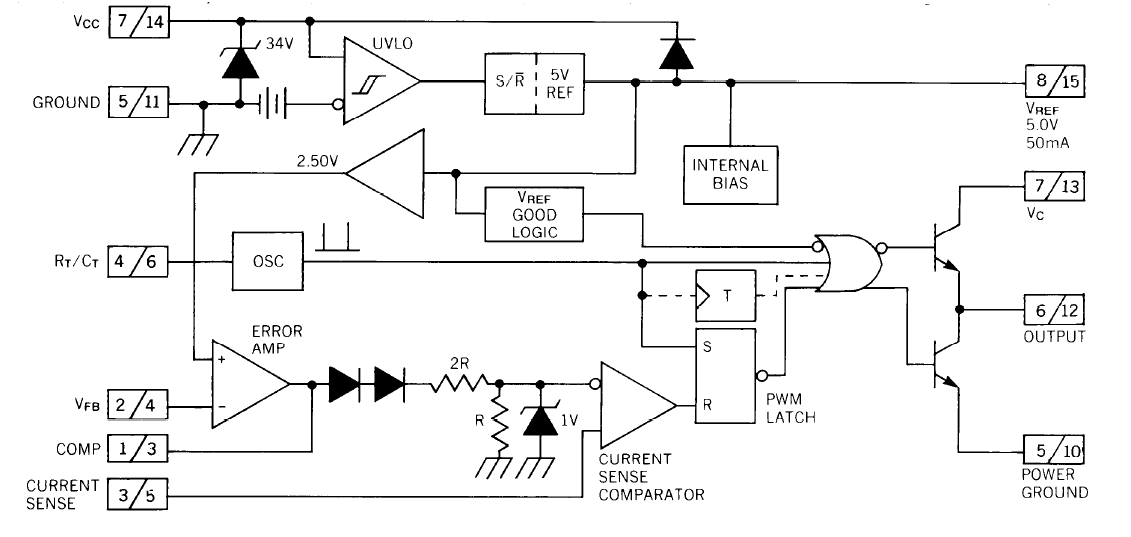 VCC 7/14
34V
UVLO
S/R̅
5V
REF
8/15
VREF
5.0V
50mA
GROUND 5/11
2.50V
INTERNAL
BIAS
VREF
GOOD
LOGIC
7/13
VC
RT/CT 4/6
OSC
T
6/12
OUTPUT
ERROR
AMP
+
−
VFB 2/4
COMP 1/3
CURRENT
SENSE
3/5
2R
R
1V
CURRENT
SENSE
COMPARATOR
S
R
PWM
LATCH
5/10
POWER
GROUND